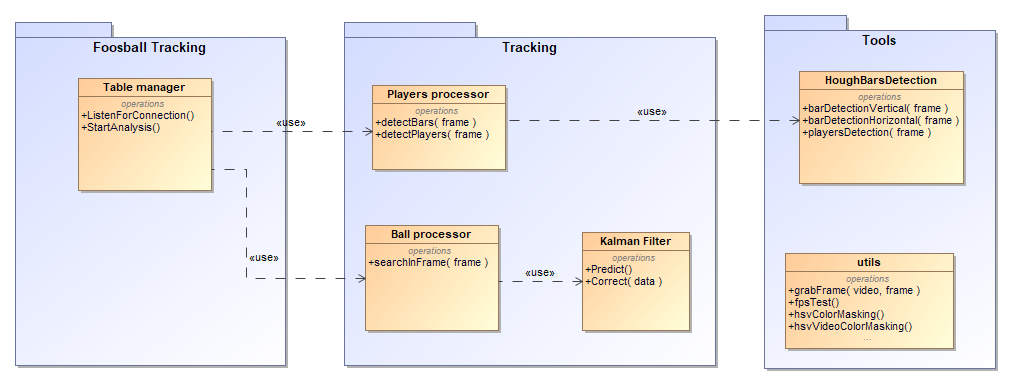 Foosball Tracking
Table manager
operations
+ListenForConnection()
+StartAnalysis()
«use»
«use»
Tracking
Players processor
operations
+detectBars( frame )
+detectPlayers( frame )
«use»
Ball processor
operations
+searchInFrame( frame )
«use»
Kalman Filter
operations
+Predict()
+Correct( data )
Tools
HoughBarsDetection
operations
+barDetectionVertical( frame )
+barDetectionHorizontal( frame )
+playersDetection( frame )
utils
operations
+grabFrame( video, frame )
+fpsTest()
+hsvColorMasking()
+hsvVideoColorMasking()
...